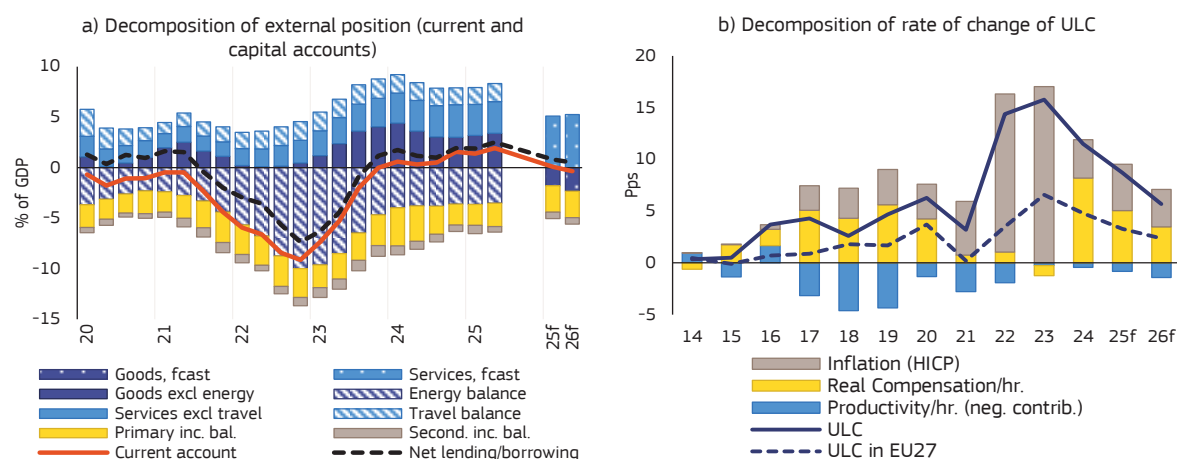 a) Decomposition of external position (current and
capital accounts)
10
5
0
-5
-10
-15
% of GDP
20
21
22
23
24
25
25f
26f
Goods, fcast
Services, fcast
Goods excl energy
Energy balance
Services excl travel
Travel balance
Primary inc. bal.
Second. inc. bal.
Current account
Net lending/borrowing
b) Decomposition of rate of change of ULC
20
15
10
5
0
-5
Pps
14 15 16 17 18 19 20 21 22 23 24 25f 26f
Inflation (HICP)
Real Compensation/hr.
Productivity/hr. (neg. contrib.)
ULC
ULC in EU27